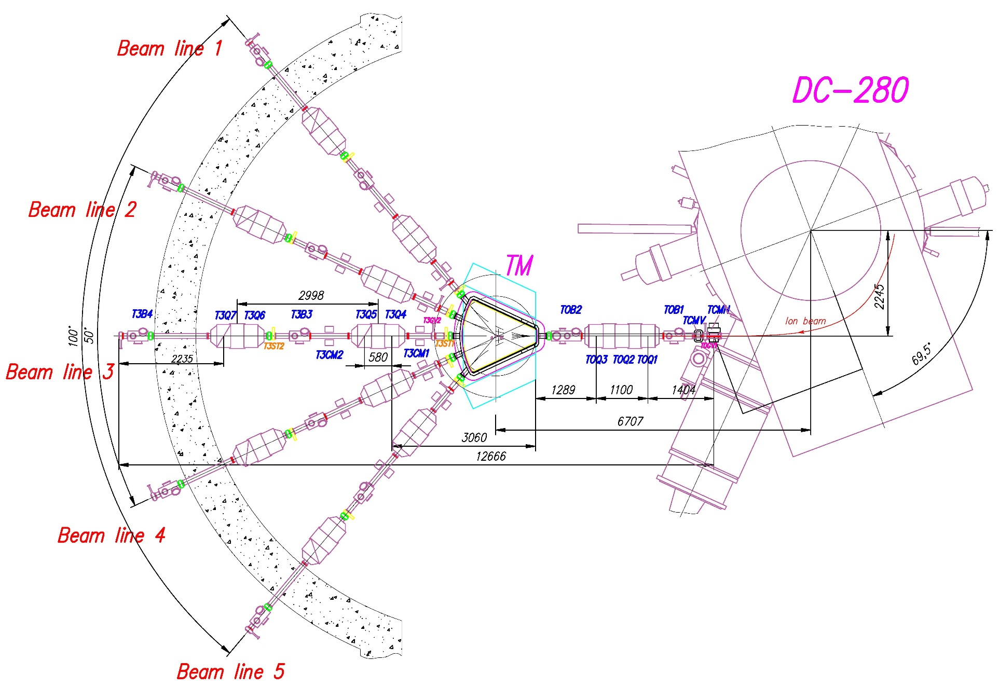 Beam line 1
DC-280
Beam line 2
TM
100°
50°
2998
2245
T3B4
T3Q7
T3Q6
T3B3
T3Q5
T3Q4
T3GV2
TOB2
TOB1
TCMV
TCMH
Ion beam
T3ST2
T3ST1
T0GV1
T3CM2
T3CM1
2235
580
TOQ3
TOQ2
TOQ1
69,5°
Beam line 3
1289
1100
1404
6707
3060
12666
Beam line 4
Beam line 5